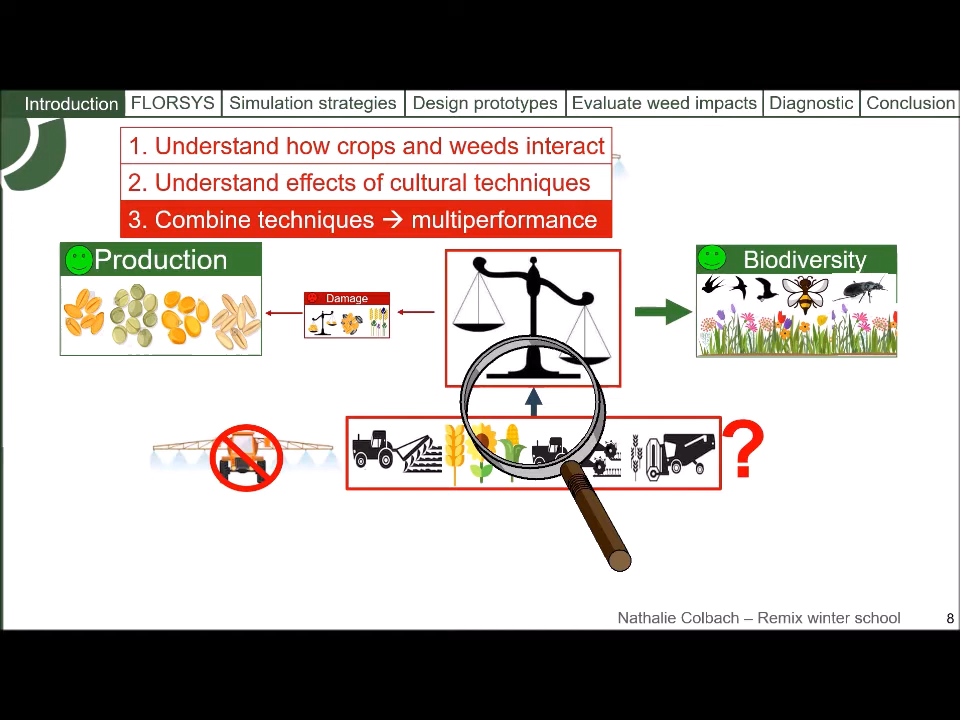 Introduction FLORSYS Simulation strategies Design prototypes Evaluate weed impacts Diagnostic Conclusion
1. Understand how crops and weeds interact
2. Understand effects of cultural techniques
3. Combine techniques → multiperformance
Production
Damage
Biodiversity
?
Nathalie Colbach – Remix winter school 8